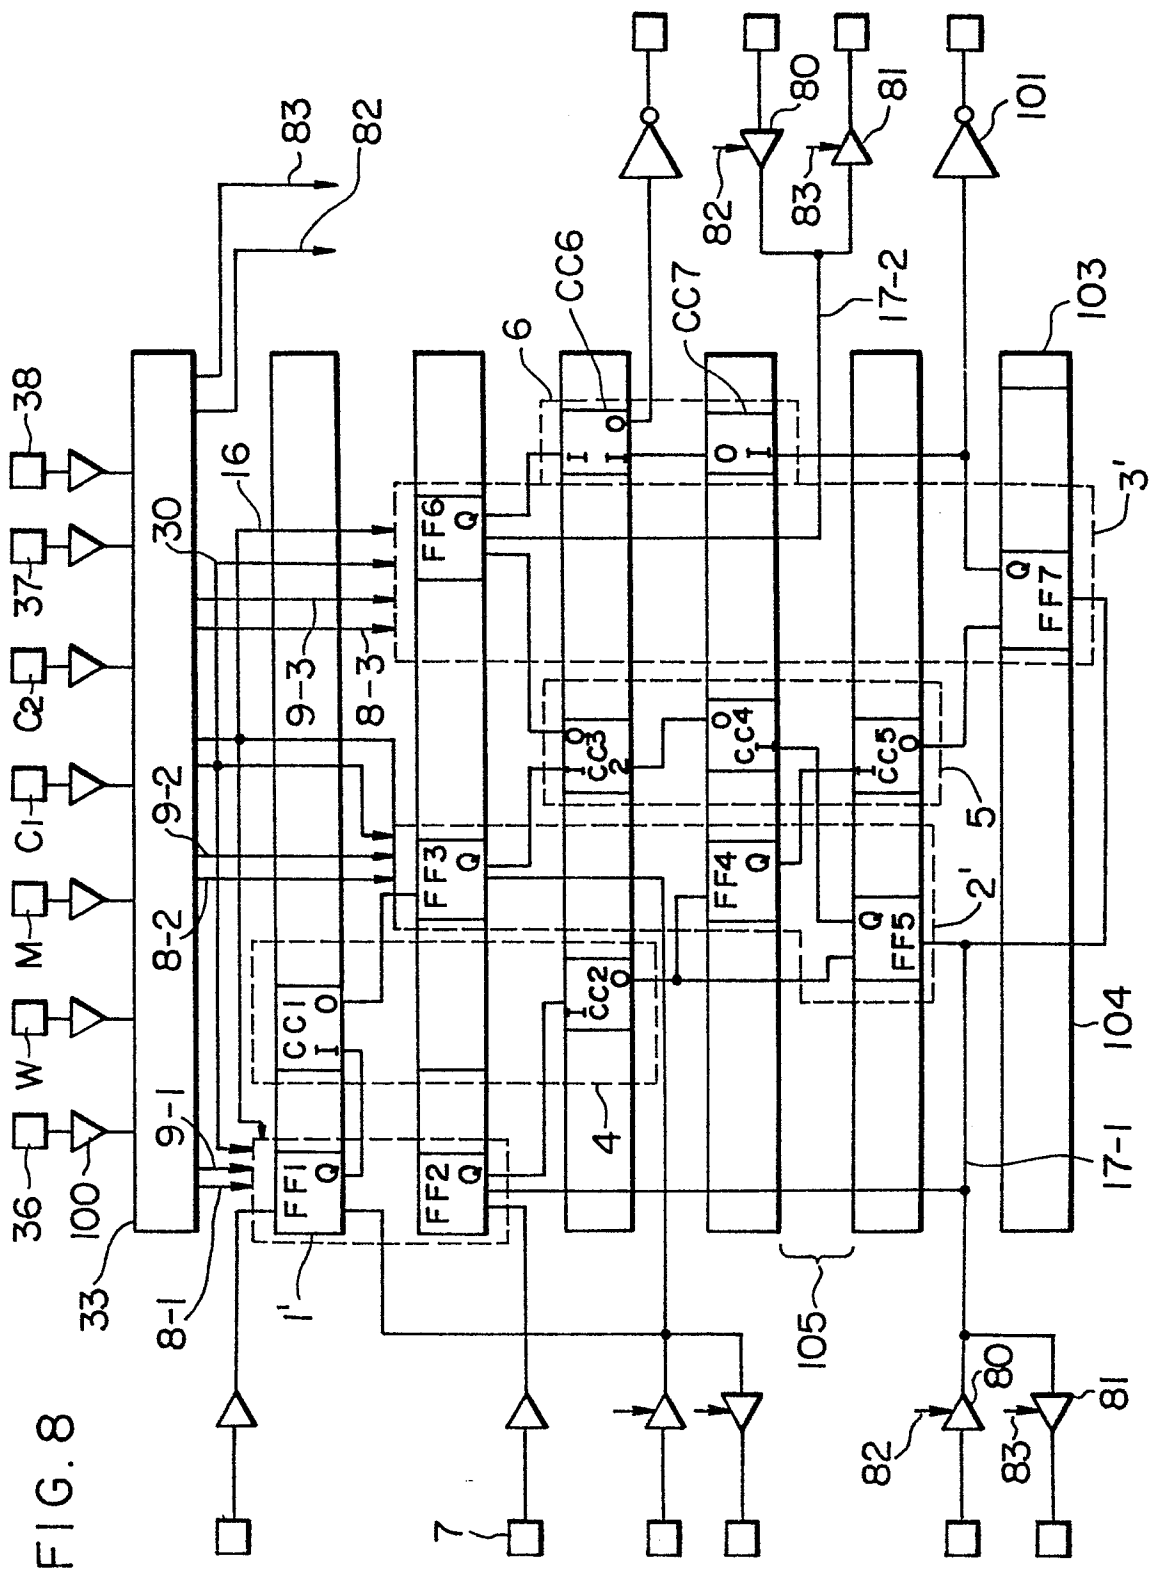 FIG. 8
36
W
M
C1
C2
37
38
100
33
8-1
9-1
8-2
9-2
30
16
83
82
9-3
8-3
1'
FF1
Q
CC1
I
O
FF2
Q
FF3
Q
FF6
Q
6
CC6
CC2
I
O
CC3
I
O
2
I
I
O
4
CC7
FF4
Q
CC4
O
I
O
I
82
80
83
81
17-2
105
FF5
Q
CC5
I
O
2'
5
3'
101
103
FF7
Q
104
17-1
7
82
80
83
81